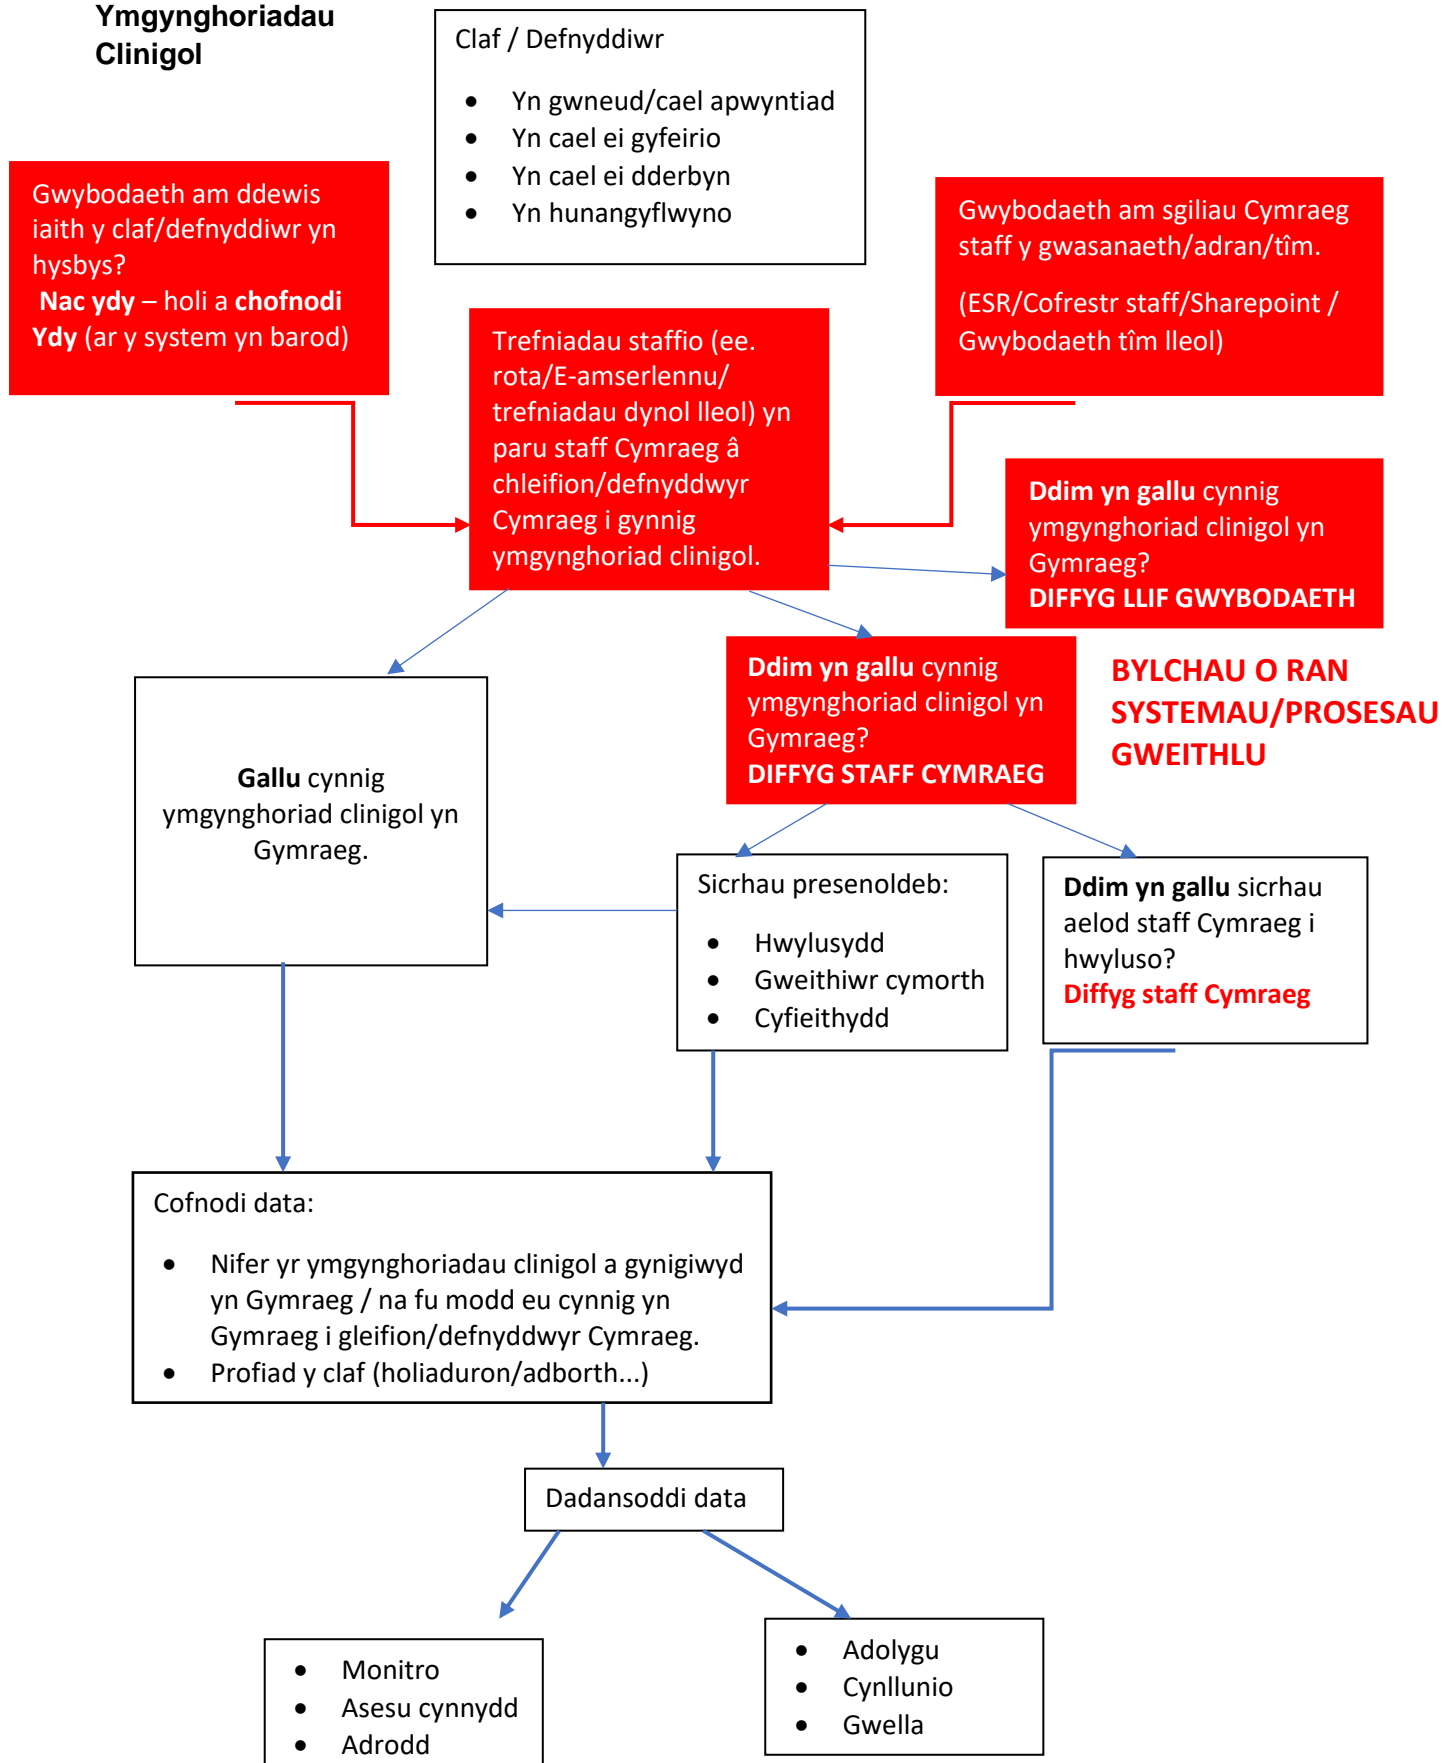 Ymgynghoriadau
Clinigol
Claf / Defnyddiwr
• Yn gwneud/cael apwyntiad
• Yn cael ei gyfeirio
• Yn cael ei dderbyn
• Yn hunangyflwyno
Gwybodaeth am ddewis
iaith y claf/defnyddiwr yn
hysbys?
Nac ydy – holi a chofnodi
Ydy (ar y system yn barod)
Gwybodaeth am sgiliau Cymraeg
staff y gwasanaeth/adran/tîm.
(ESR/Cofrestr staff/Sharepoint /
Gwybodaeth tîm lleol)
Trefniadau staffio (ee.
rota/E-amserlennu/
trefniadau dynol lleol) yn
paru staff Cymraeg â
chleifion/defnyddwyr
Cymraeg i gynnig
ymgynghoriad clinigol.
Ddim yn gallu cynnig
ymgynghoriad clinigol yn
Gymraeg?
DIFFYG LLIF GWYBODAETH
Ddim yn gallu cynnig
ymgynghoriad clinigol yn
Gymraeg?
DIFFYG STAFF CYMRAEG
BYLCHAU O RAN
SYSTEMAU/PROSESAU
GWEITHLU
Gallu cynnig
ymgynghoriad clinigol yn
Gymraeg.
Sicrhau presenoldeb:
• Hwylusydd
• Gweithiwr cymorth
• Cyfieithydd
Ddim yn gallu sicrhau
aelod staff Cymraeg i
hwyluso?
Diffyg staff Cymraeg
Cofnodi data:
• Nifer yr ymgynghoriadau clinigol a gynigiwyd
yn Gymraeg / na fu modd eu cynnig yn
Gymraeg i gleifion/defnyddwyr Cymraeg.
• Profiad y claf (holiaduron/adborth...)
Dadansoddi data
• Monitro
• Asesu cynnydd
• Adrodd
• Adolygu
• Cynllunio
• Gwella